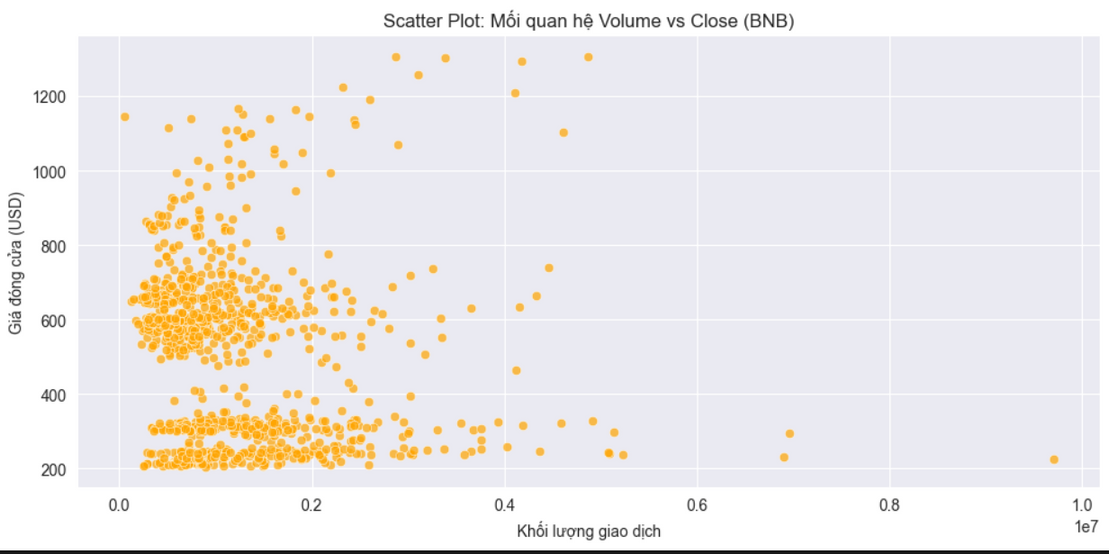 Scatter Plot: Mối quan hệ Volume vs Close (BNB)
Giá đóng cửa (USD)
1200
1000
800
600
400
200
0.0 0.2 0.4 0.6 0.8 1.0
1e7
Khối lượng giao dịch